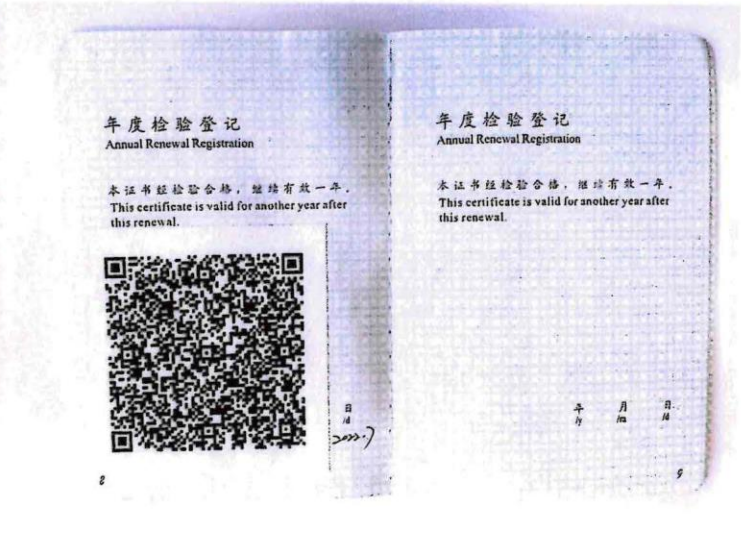 年度检验登记
Annual Renewal Registration
本证书经检验合格，继续有效一年.
This certificate is valid for another year after
this renewal.
日
/d
2022.7
8
年度检验登记
Annual Renewal Registration
本证书经检验合格，继续有效一年.
This certificate is valid for another year after
this renewal.
年 月 日
/y /m /d
9